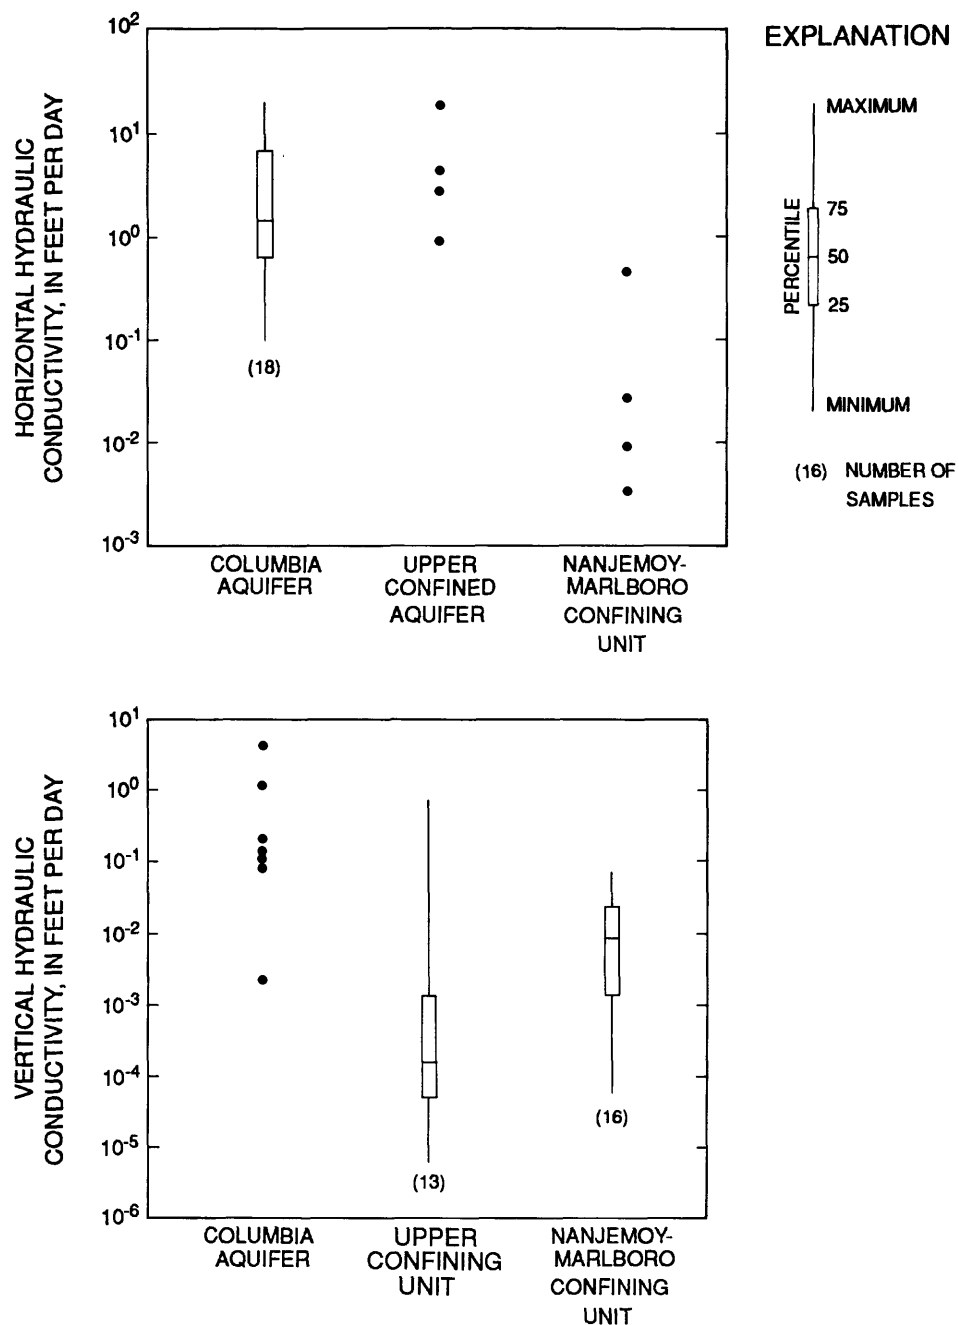 EXPLANATION
MAXIMUM
75
50
25
PERCENTILE
MINIMUM
(16) NUMBER OF
SAMPLES
HORIZONTAL HYDRAULIC
CONDUCTIVITY, IN FEET PER DAY
10²
10¹
10⁰
10⁻¹
10⁻²
10⁻³
(18)
COLUMBIA
AQUIFER
UPPER
CONFINED
AQUIFER
NANJEMOY-
MARLBORO
CONFINING
UNIT
VERTICAL HYDRAULIC
CONDUCTIVITY, IN FEET PER DAY
10¹
10⁰
10⁻¹
10⁻²
10⁻³
10⁻⁴
10⁻⁵
10⁻⁶
(13)
(16)
COLUMBIA
AQUIFER
UPPER
CONFINING
UNIT
NANJEMOY-
MARLBORO
CONFINING
UNIT